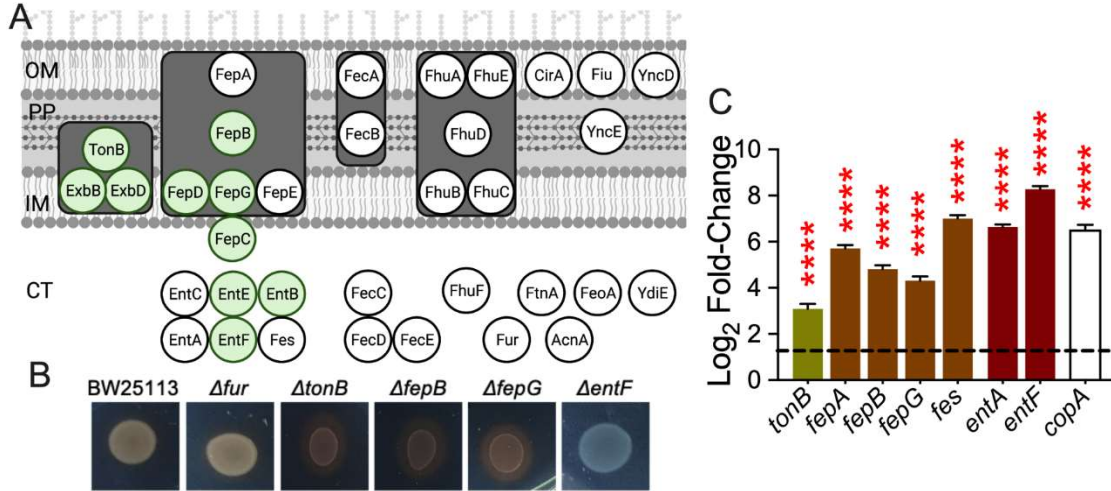 A
OM
FepA
FecA
FhuA FhuE
CirA Fiu YncD
PP
TonB
FepB
FecB
FhuD
YncE
IM
ExbB ExbD
FepD FepG FepE
FhuB FhuC
FepC
CT
EntC EntE EntB
FecC
FhuF
FtnA FeoA YdiE
EntA EntF Fes
FecD FecE
Fur AcnA
B
BW25113 Δfur ΔtonB ΔfepB ΔfepG ΔentF
C
Log2 Fold-Change
10
8
6
4
2
0
**** **** **** **** **** **** **** ****
tonB fepA fepB fepG fes entA entF copA